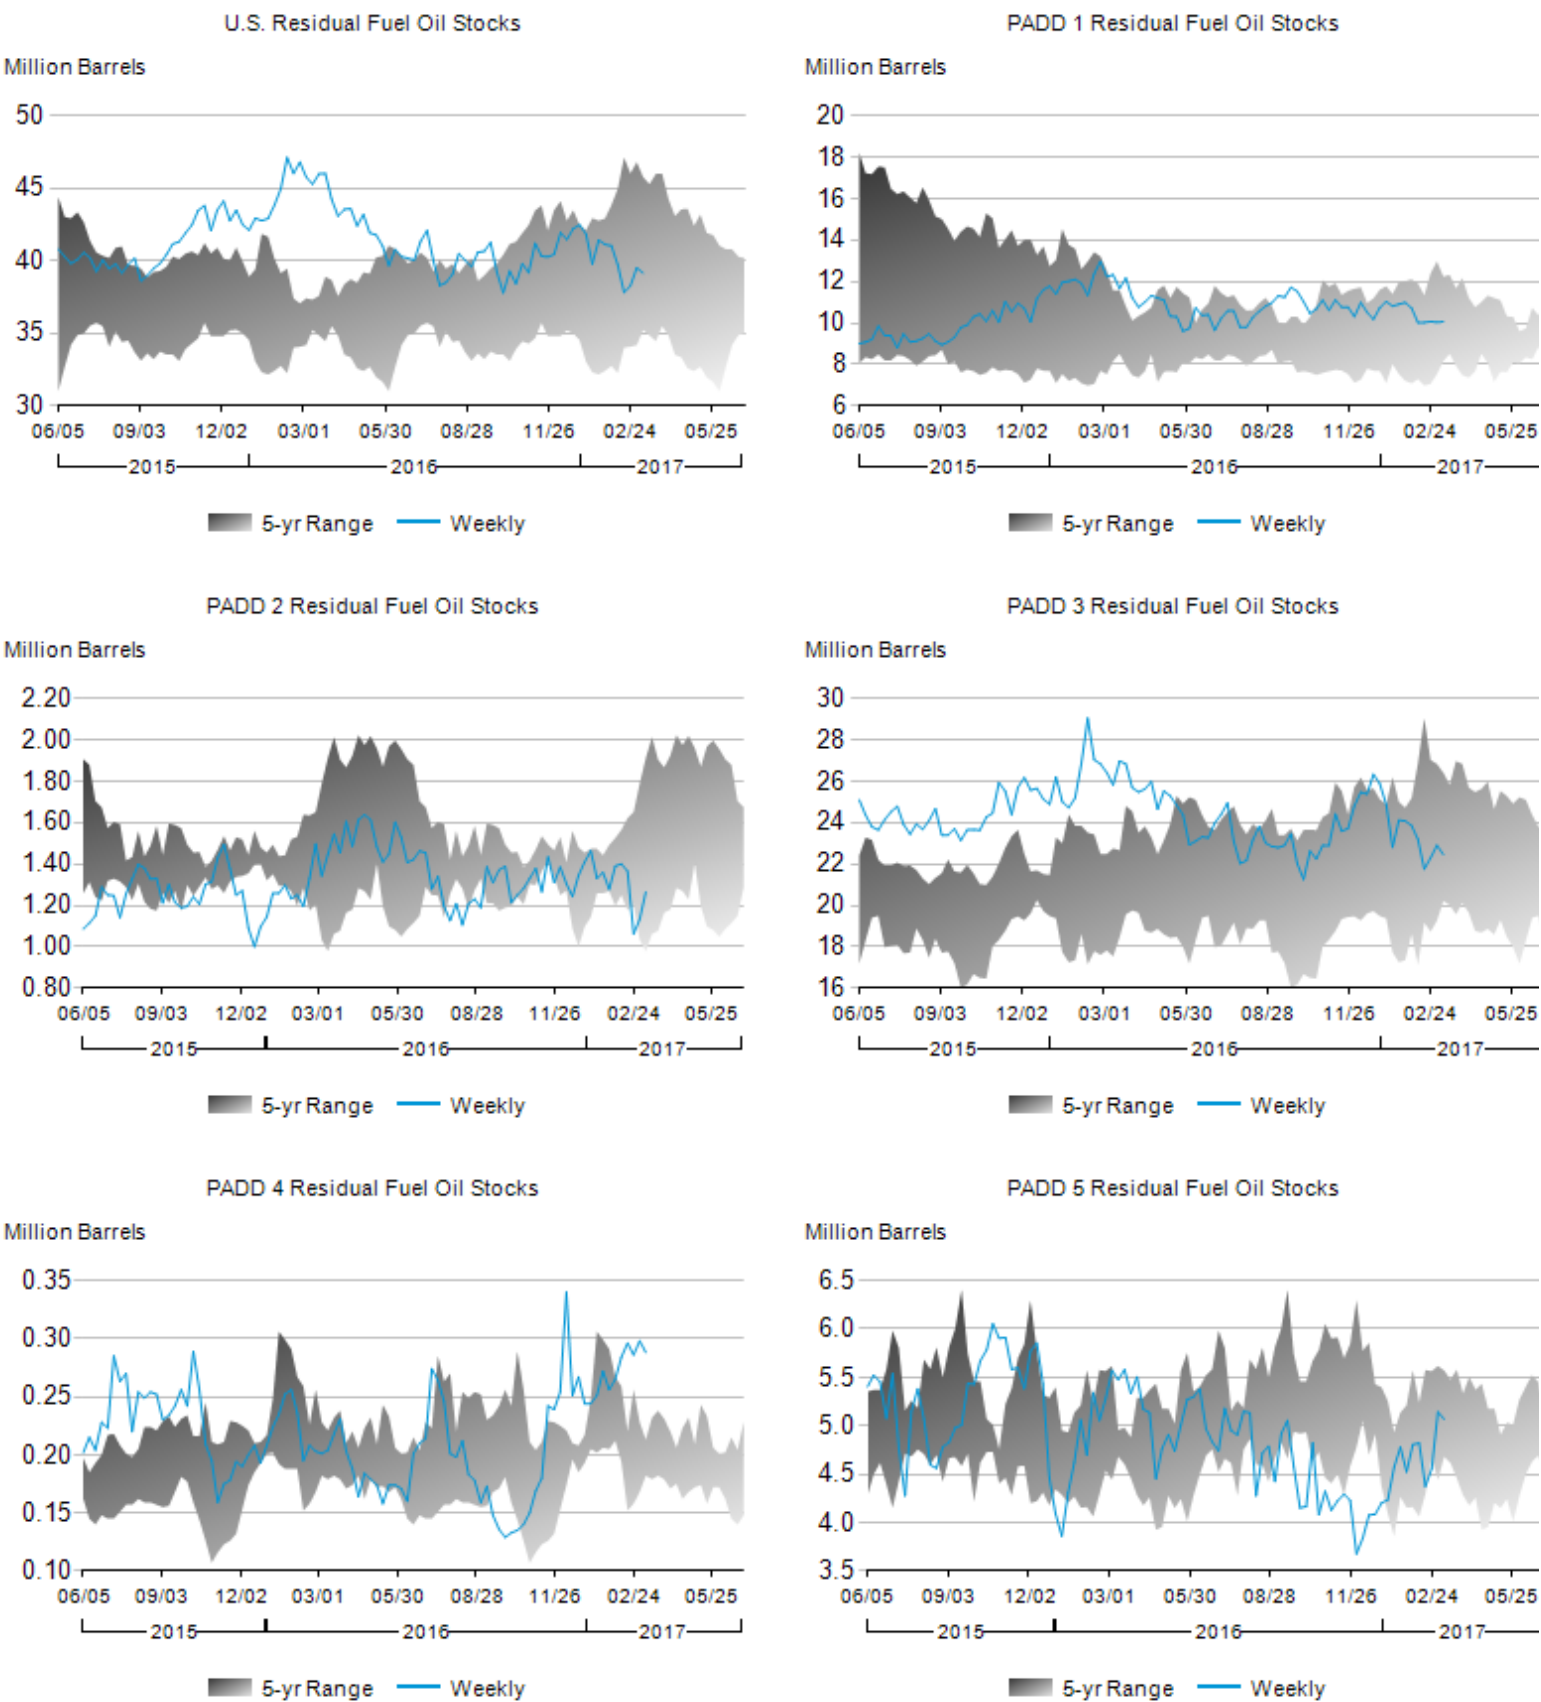 U.S. Residual Fuel Oil Stocks
Million Barrels
50
45
40
35
30
06/05 09/03 12/02 03/01 05/30 08/28 11/26 02/24 05/25
2015 2016 2017
5-yr Range Weekly
PADD 1 Residual Fuel Oil Stocks
Million Barrels
20
18
16
14
12
10
8
6
06/05 09/03 12/02 03/01 05/30 08/28 11/26 02/24 05/25
2015 2016 2017
5-yr Range Weekly
PADD 2 Residual Fuel Oil Stocks
Million Barrels
2.20
2.00
1.80
1.60
1.40
1.20
1.00
0.80
06/05 09/03 12/02 03/01 05/30 08/28 11/26 02/24 05/25
2015 2016 2017
5-yr Range Weekly
PADD 3 Residual Fuel Oil Stocks
Million Barrels
30
28
26
24
22
20
18
16
06/05 09/03 12/02 03/01 05/30 08/28 11/26 02/24 05/25
2015 2016 2017
5-yr Range Weekly
PADD 4 Residual Fuel Oil Stocks
Million Barrels
0.35
0.30
0.25
0.20
0.15
0.10
06/05 09/03 12/02 03/01 05/30 08/28 11/26 02/24 05/25
2015 2016 2017
5-yr Range Weekly
PADD 5 Residual Fuel Oil Stocks
Million Barrels
6.5
6.0
5.5
5.0
4.5
4.0
3.5
06/05 09/03 12/02 03/01 05/30 08/28 11/26 02/24 05/25
2015 2016 2017
5-yr Range Weekly